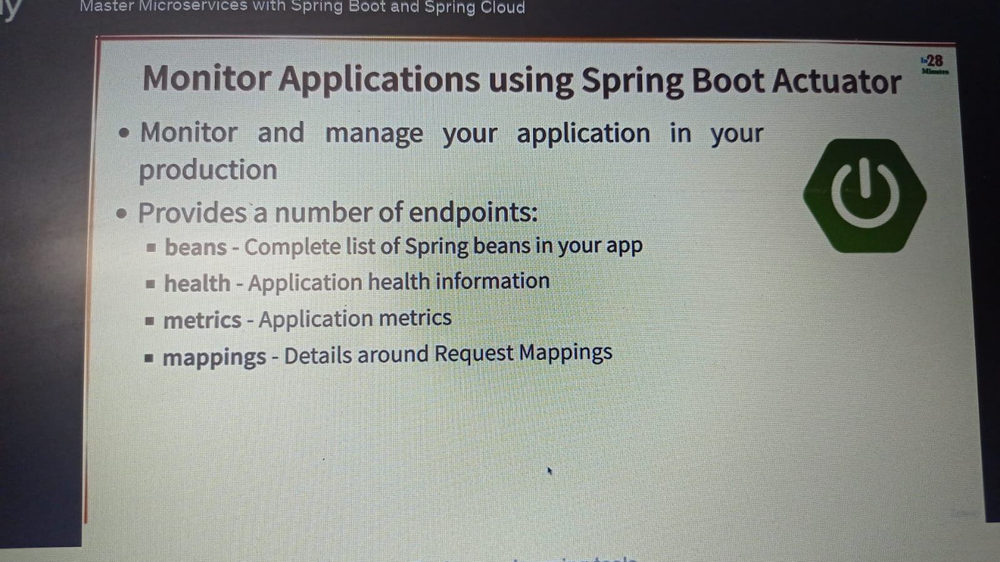 Master Microservices with Spring Boot and Spring Cloud
In28
Minutes
Monitor Applications using Spring Boot Actuator
• Monitor and manage your application in your
production
• Provides a number of endpoints:
▪ beans - Complete list of Spring beans in your app
▪ health - Application health information
▪ metrics - Application metrics
▪ mappings - Details around Request Mappings